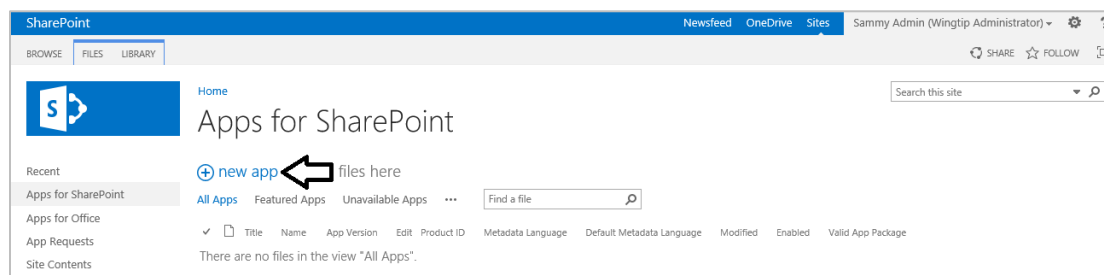 SharePoint Newsfeed OneDrive Sites Sammy Admin (Wingtip Administrator) ?
BROWSE FILES LIBRARY SHARE FOLLOW
S
Home
Search this site
Apps for SharePoint
new app files here
Recent
Apps for SharePoint
All Apps Featured Apps Unavailable Apps ••• Find a file
Apps for Office
Title Name App Version Edit Product ID Metadata Language Default Metadata Language Modified Enabled Valid App Package
App Requests
There are no files in the view "All Apps".
Site Contents